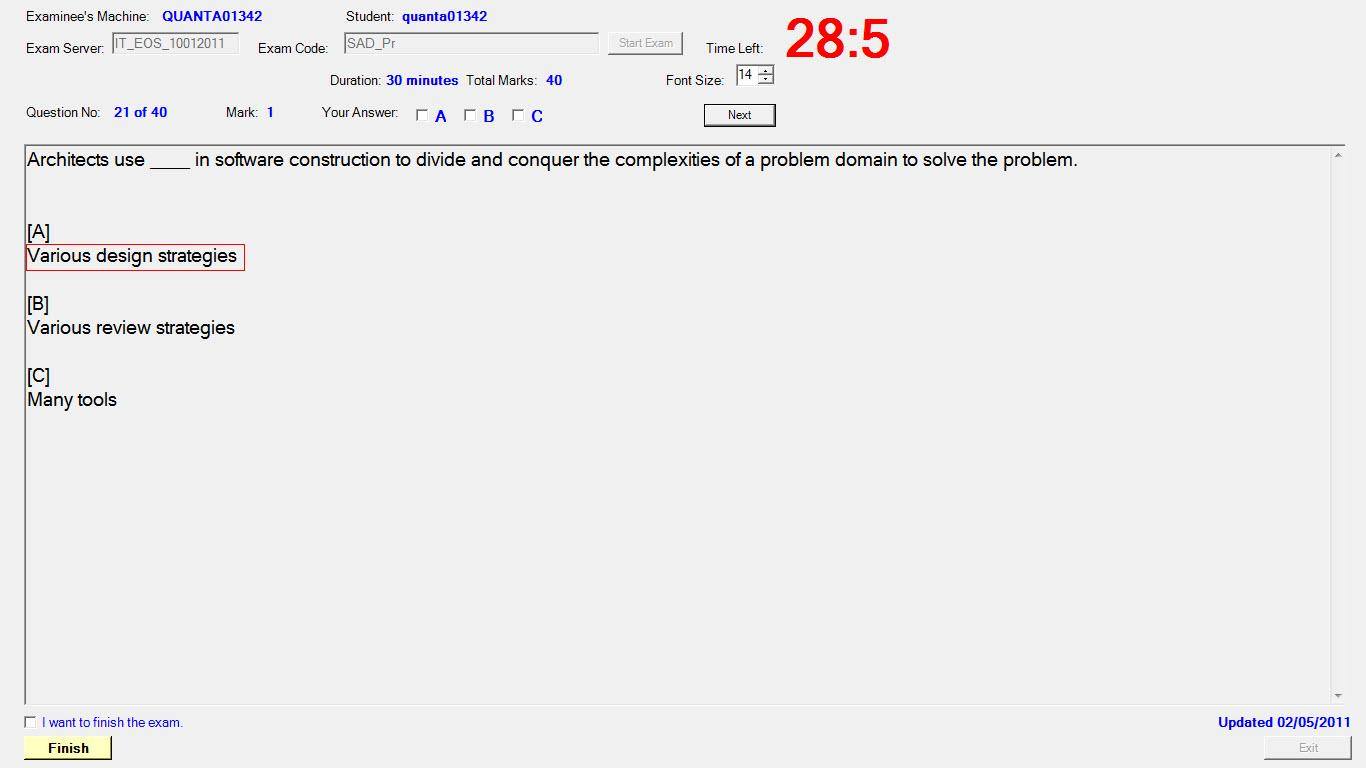 Examinee's Machine: QUANTA01342 Student: quanta01342
Exam Server: IT_EOS_10012011 Exam Code: SAD_Pr Start Exam Time Left: 28:5
Duration: 30 minutes Total Marks: 40 Font Size: 14
Question No: 21 of 40 Mark: 1 Your Answer: A B C Next
Architects use ____ in software construction to divide and conquer the complexities of a problem domain to solve the problem.
[A]
Various design strategies
[B]
Various review strategies
[C]
Many tools
I want to finish the exam. Updated 02/05/2011
Finish Exit